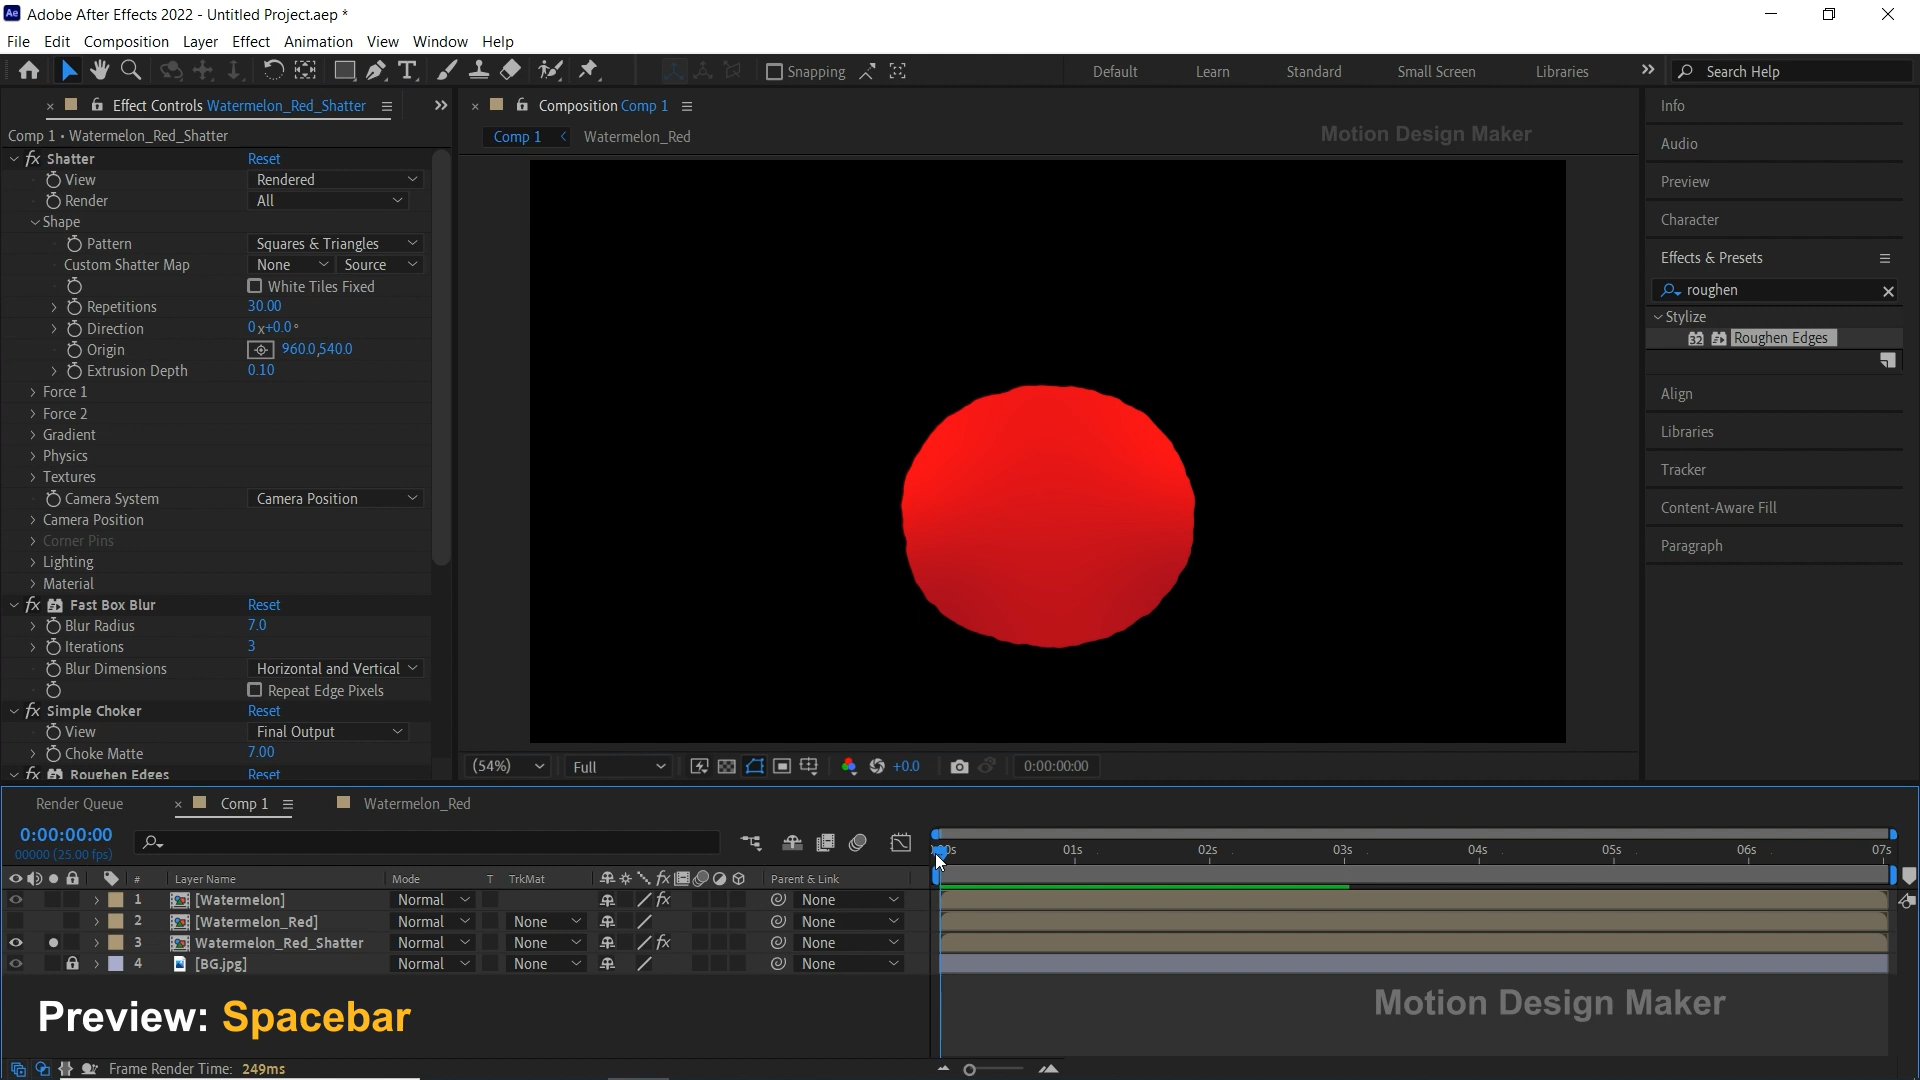 Ae Adobe After Effects 2022 - Untitled Project.aep *
File Edit Composition Layer Effect Animation View Window Help
Snapping Default Learn Standard Small Screen Libraries Search Help
Effect Controls Watermelon_Red_Shatter
Composition Comp 1
Info
Comp 1 • Watermelon_Red_Shatter
Comp 1 Watermelon_Red
Motion Design Maker
Audio
Preview
Character
Effects & Presets
roughen
Stylize
32 Roughen Edges
Align
Libraries
Tracker
Content-Aware Fill
Paragraph
fx Shatter Reset
View Rendered
Render All
Shape
Pattern Squares & Triangles
Custom Shatter Map None Source
White Tiles Fixed
Repetitions 30.00
Direction 0x+0.0°
Origin 960.0,540.0
Extrusion Depth 0.10
Force 1
Force 2
Gradient
Physics
Textures
Camera System Camera Position
Camera Position
Corner Pins
Lighting
Material
fx Fast Box Blur Reset
Blur Radius 7.0
Iterations 3
Blur Dimensions Horizontal and Vertical
Repeat Edge Pixels
fx Simple Choker Reset
View Final Output
Choke Matte 7.00
fx Roughen Edges Reset
(54%) Full +0.0 0:00:00:00
Render Queue Comp 1 Watermelon_Red
0:00:00:00
00000 (25.00 fps)
01s 02s 03s 04s 05s 06s 07s
# Layer Name Mode T TrkMat fx Parent & Link
1 [Watermelon] Normal fx None
2 [Watermelon_Red] Normal None None
3 Watermelon_Red_Shatter Normal None fx None
4 [BG.jpg] Normal None None
Preview: Spacebar
Motion Design Maker
Frame Render Time: 249ms